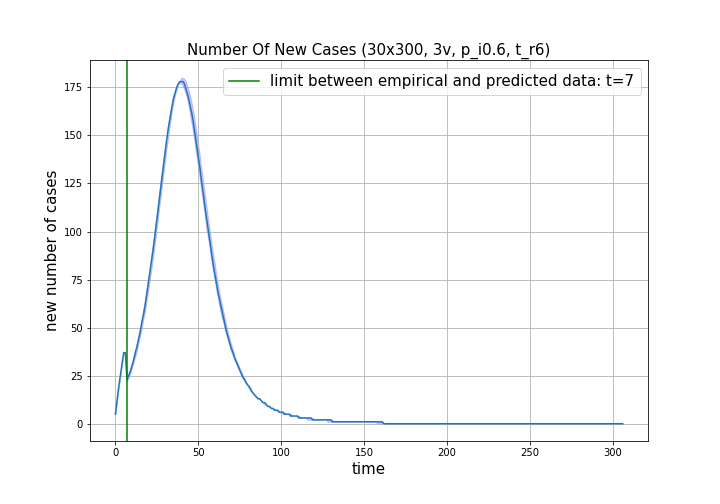 Number Of New Cases (30x300, 3v, p_i0.6, t_r6)
limit between empirical and predicted data: t=7
new number of cases
175
150
125
100
75
50
25
0
0 50 100 150 200 250 300
time